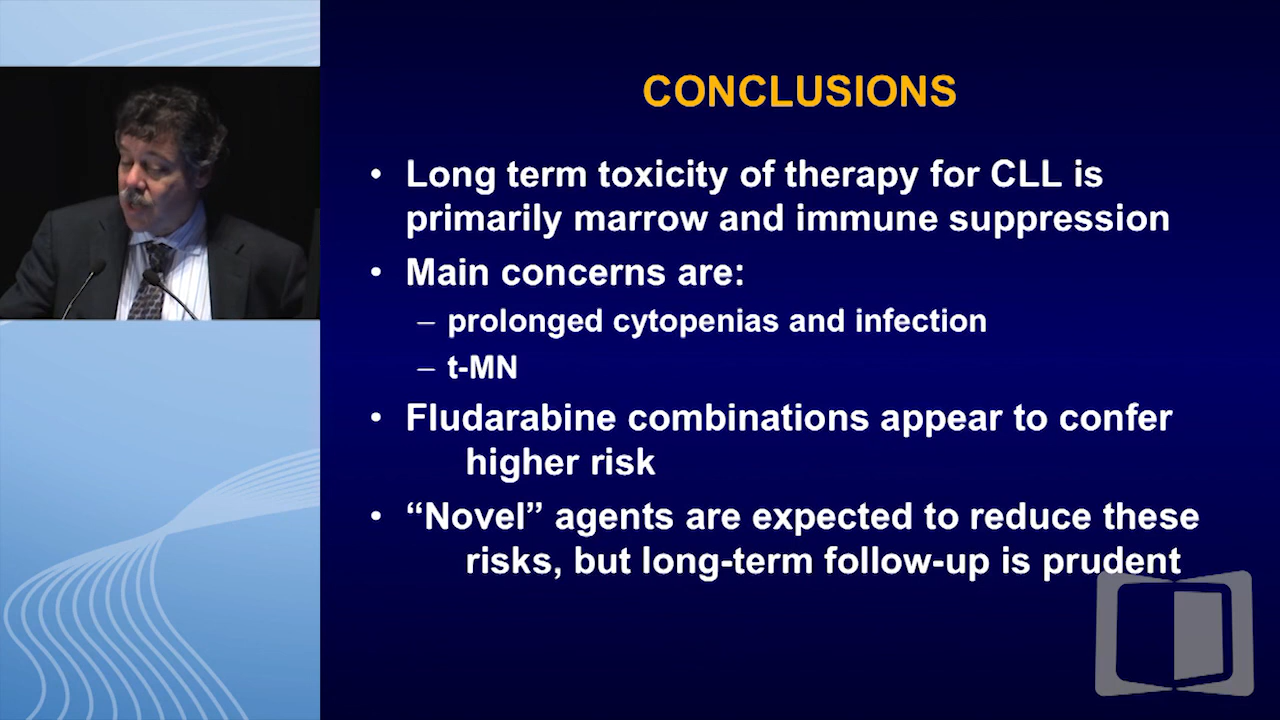 CONCLUSIONS
• Long term toxicity of therapy for CLL is
primarily marrow and immune suppression
• Main concerns are:
– prolonged cytopenias and infection
– t-MN
• Fludarabine combinations appear to confer
higher risk
• “Novel” agents are expected to reduce these
risks, but long-term follow-up is prudent